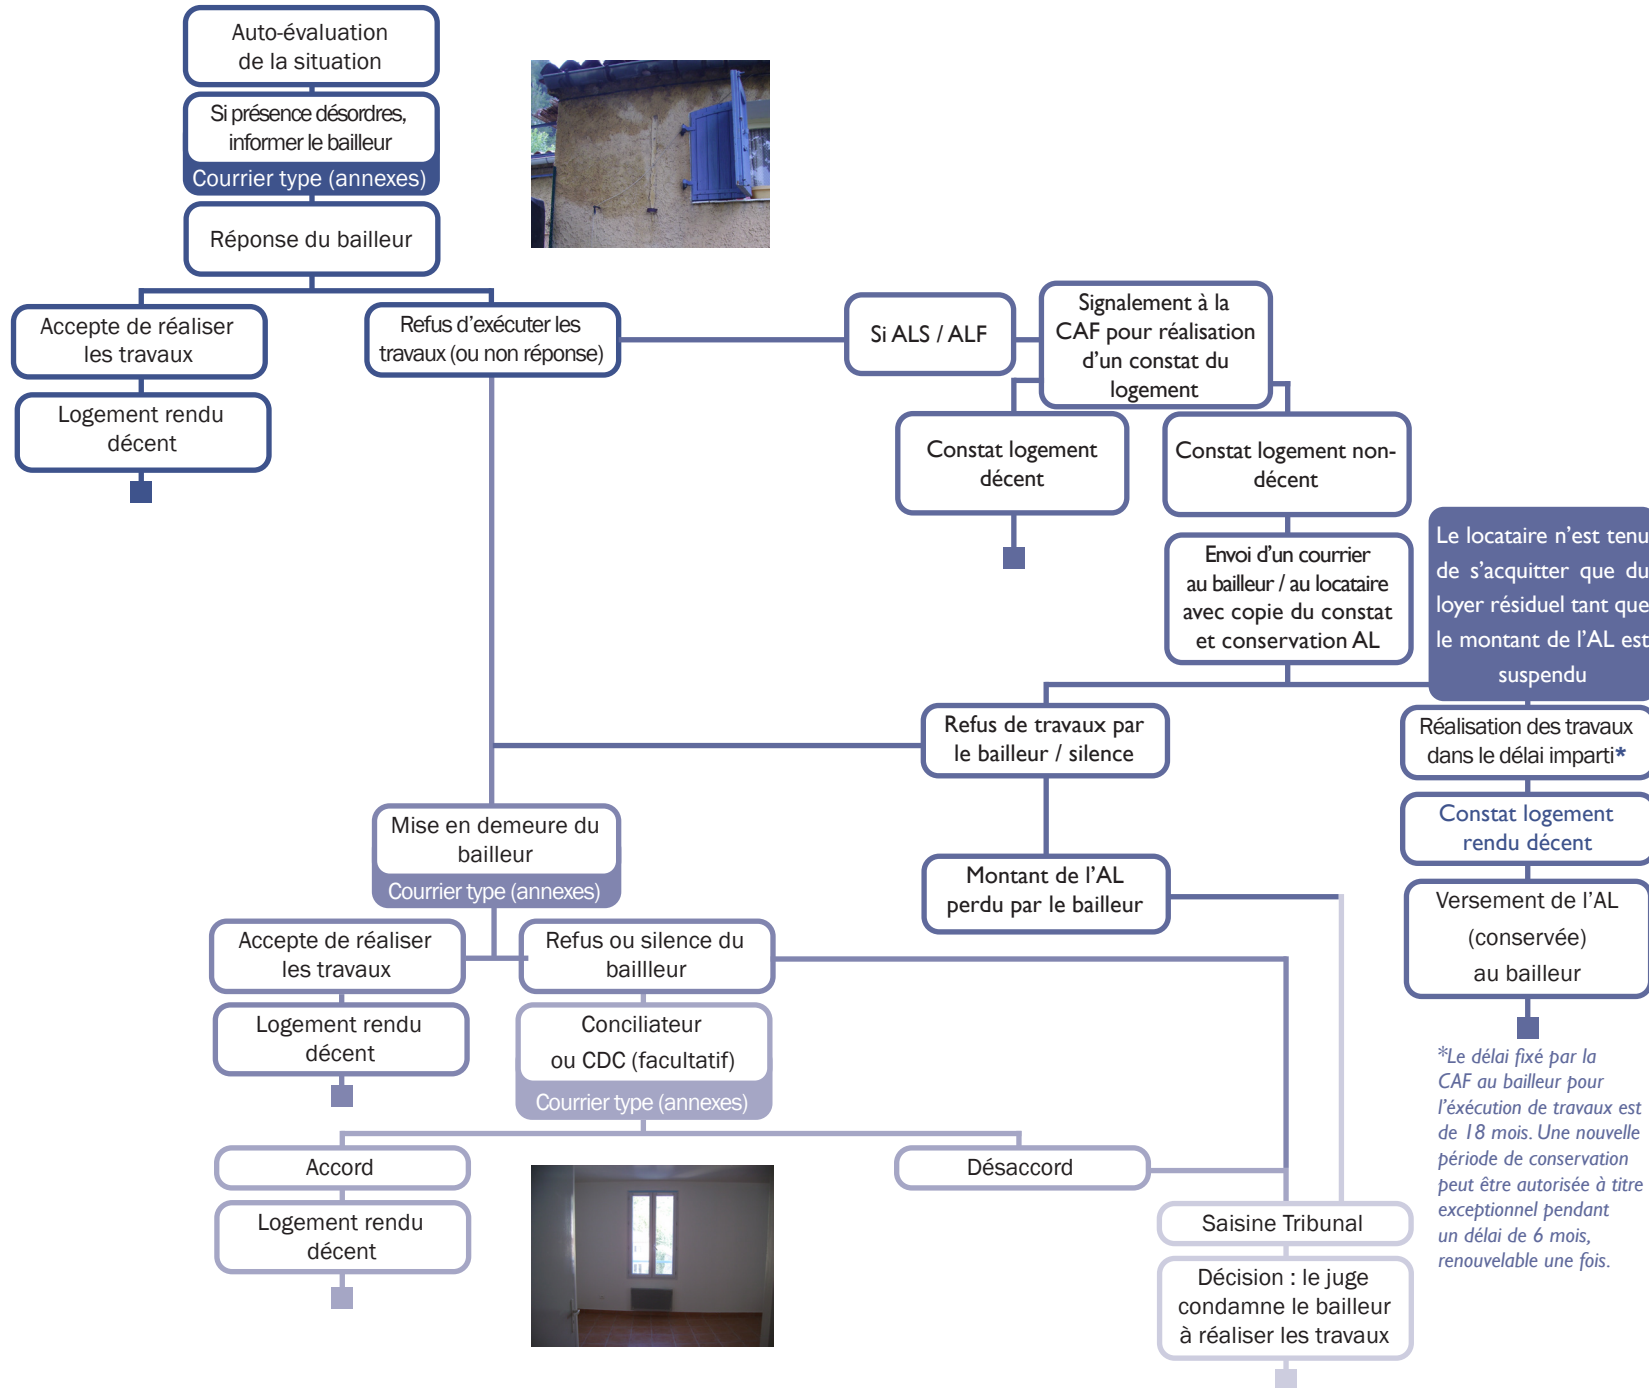 Auto-évaluation
de la situation
Si présence désordres,
informer le bailleur
Courrier type (annexes)
Réponse du bailleur
Accepte de réaliser
les travaux
Logement rendu
décent
Refus d'exécuter les
travaux (ou non réponse)
Si ALS / ALF
Signalement à la
CAF pour réalisation
d'un constat du
logement
Constat logement
décent
Constat logement non-
décent
Envoi d'un courrier
au bailleur / au locataire
avec copie du constat
et conservation AL
Le locataire n'est tenu
de s'acquitter que du
loyer résiduel tant que
le montant de l'AL est
suspendu
Refus de travaux par
le bailleur / silence
Réalisation des travaux
dans le délai imparti*
Constat logement
rendu décent
Versement de l'AL
(conservée)
au bailleur
*Le délai fixé par la
CAF au bailleur pour
l'éxécution de travaux est
de 18 mois. Une nouvelle
période de conservation
peut être autorisée à titre
exceptionnel pendant
un délai de 6 mois,
renouvelable une fois.
Montant de l'AL
perdu par le bailleur
Mise en demeure du
bailleur
Courrier type (annexes)
Accepte de réaliser
les travaux
Logement rendu
décent
Refus ou silence du
baillleur
Conciliateur
ou CDC (facultatif)
Courrier type (annexes)
Accord
Logement rendu
décent
Désaccord
Saisine Tribunal
Décision : le juge
condamne le bailleur
à réaliser les travaux